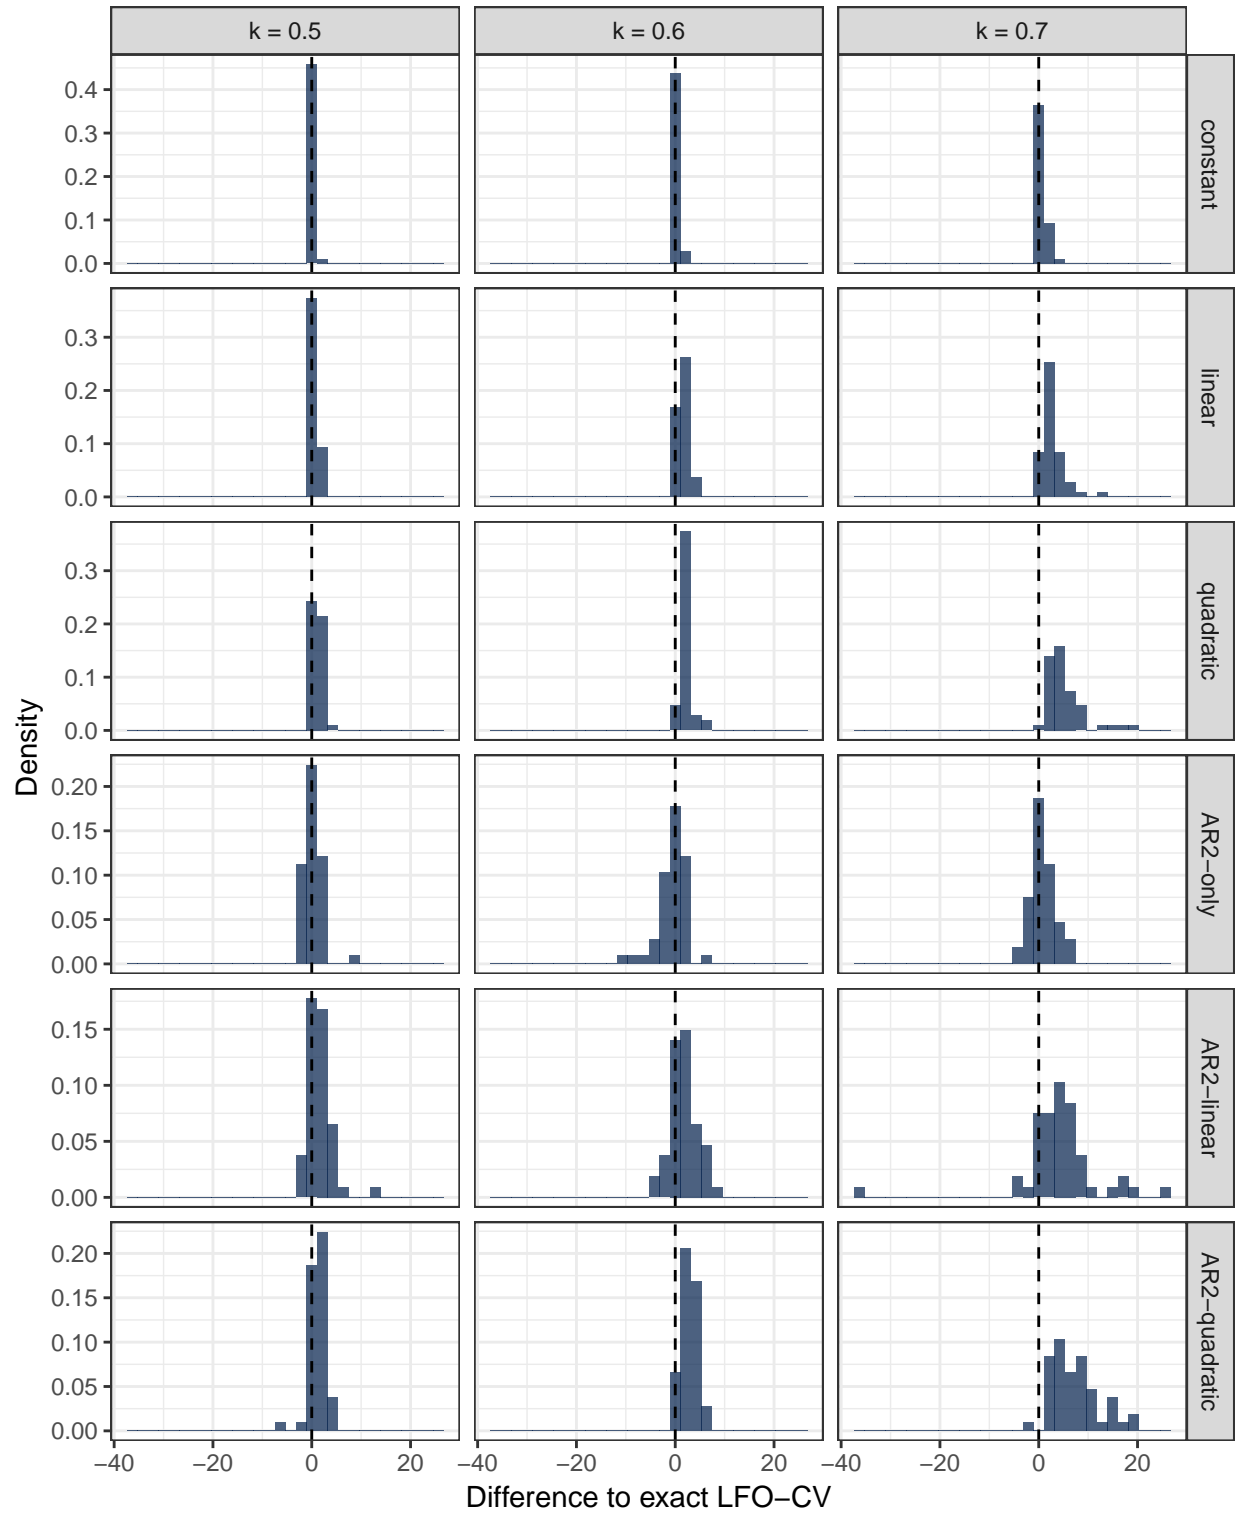 k = 0.5 k = 0.6 k = 0.7
0.4
0.3
0.2
0.1
0.0
constant
0.3
0.2
0.1
0.0
linear
0.3
0.2
0.1
0.0
quadratic
Density
0.20
0.15
0.10
0.05
0.00
AR2−only
0.15
0.10
0.05
0.00
AR2−linear
0.20
0.15
0.10
0.05
0.00
AR2−quadratic
−40 −20 0 20 −40 −20 0 20 −40 −20 0 20
Difference to exact LFO−CV